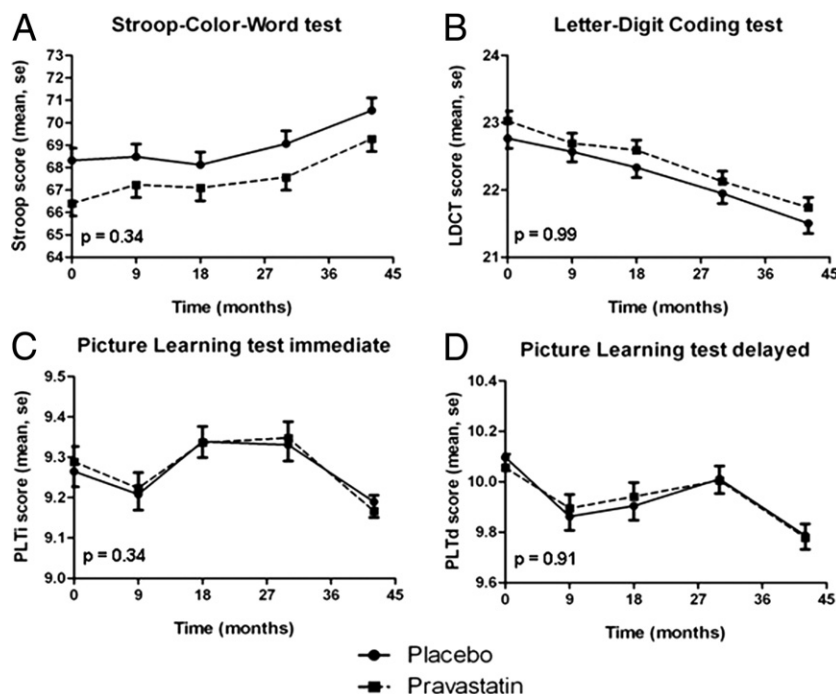 A
Stroop-Color-Word test
Stroop score (mean, se)
73
72
71
70
69
68
67
66
65
64
p = 0.34
0
9
18
27
36
45
Time (months)
B
Letter-Digit Coding test
LDCT score (mean, se)
24
23
22
21
p = 0.99
0
9
18
27
36
45
Time (months)
C
Picture Learning test immediate
PLTi score (mean, se)
9.5
9.4
9.3
9.2
9.1
9.0
p = 0.34
0
9
18
27
36
45
Time (months)
D
Picture Learning test delayed
PLTd score (mean, se)
10.4
10.2
10.0
9.8
9.6
p = 0.91
0
9
18
27
36
45
Time (months)
Placebo
Pravastatin